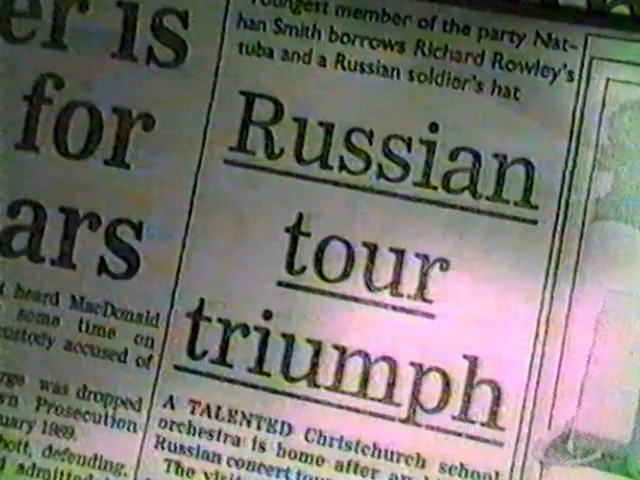 er is
for
ars
heard MacDonald
some time on
custody accused of
was dropped
Prosecution
uary 1989.
defending,
admitted
Youngest member of the party Nat-
han Smith borrows Richard Rowley's
tuba and a Russian soldier's hat
Russian
tour
triumph
A TALENTED Christchurch school
orchestra is home after an
Russian concert tour
The